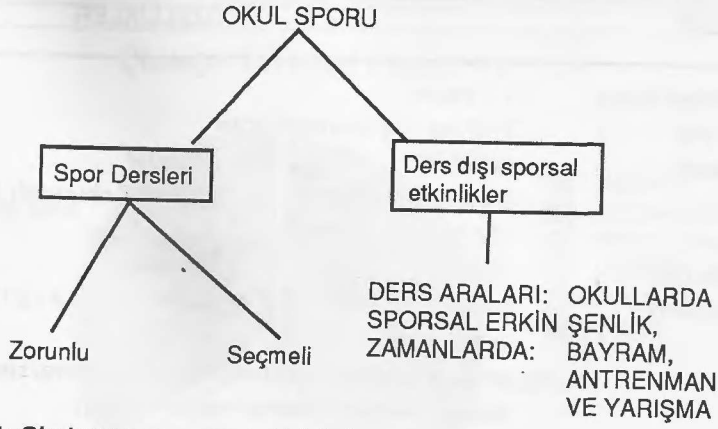 OKUL SPORU
Spor Dersleri
Ders dışı sporsal
etkinlikler
Zorunlu
Seçmeli
DERS ARALARI: OKULLARDA
SPORSAL ERKİN ŞENLİK,
ZAMANLARDA: BAYRAM,
ANTRENMAN
VE YARIŞMA